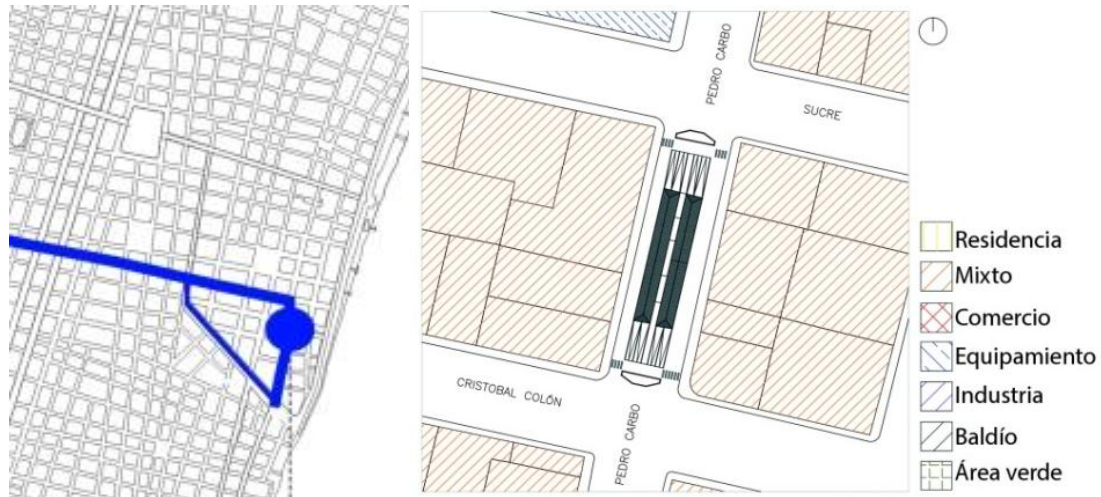 PEDRO CARBO
SUCRE
CRISTOBAL COLÓN
PEDRO CARBO
Residencia
Mixto
Comercio
Equipamiento
Industria
Baldío
Área verde